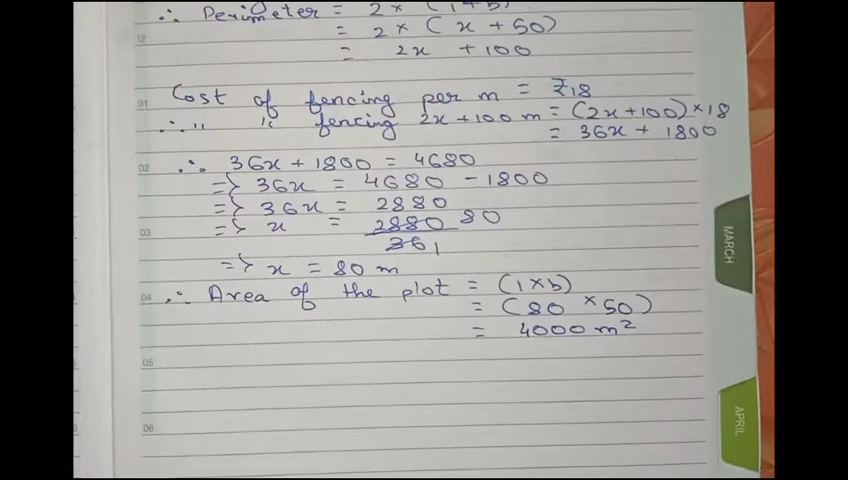 ∴ Perimeter = 2 × (l + b)
= 2 × ( x + 50)
12
= 2x + 100
01
Cost of fencing per m = ₹18
∴ " " fencing 2x + 100 m = (2x + 100) × 18
= 36x + 1800
02
∴ 36x + 1800 = 4680
=> 36x = 4680 - 1800
=> 36x = 2880
03
=> x = 2880 80
36 1
=> x = 80 m
04
∴ Area of the plot = (l × b)
= (80 × 50)
= 4000 m²
05
06
MARCH
APRIL